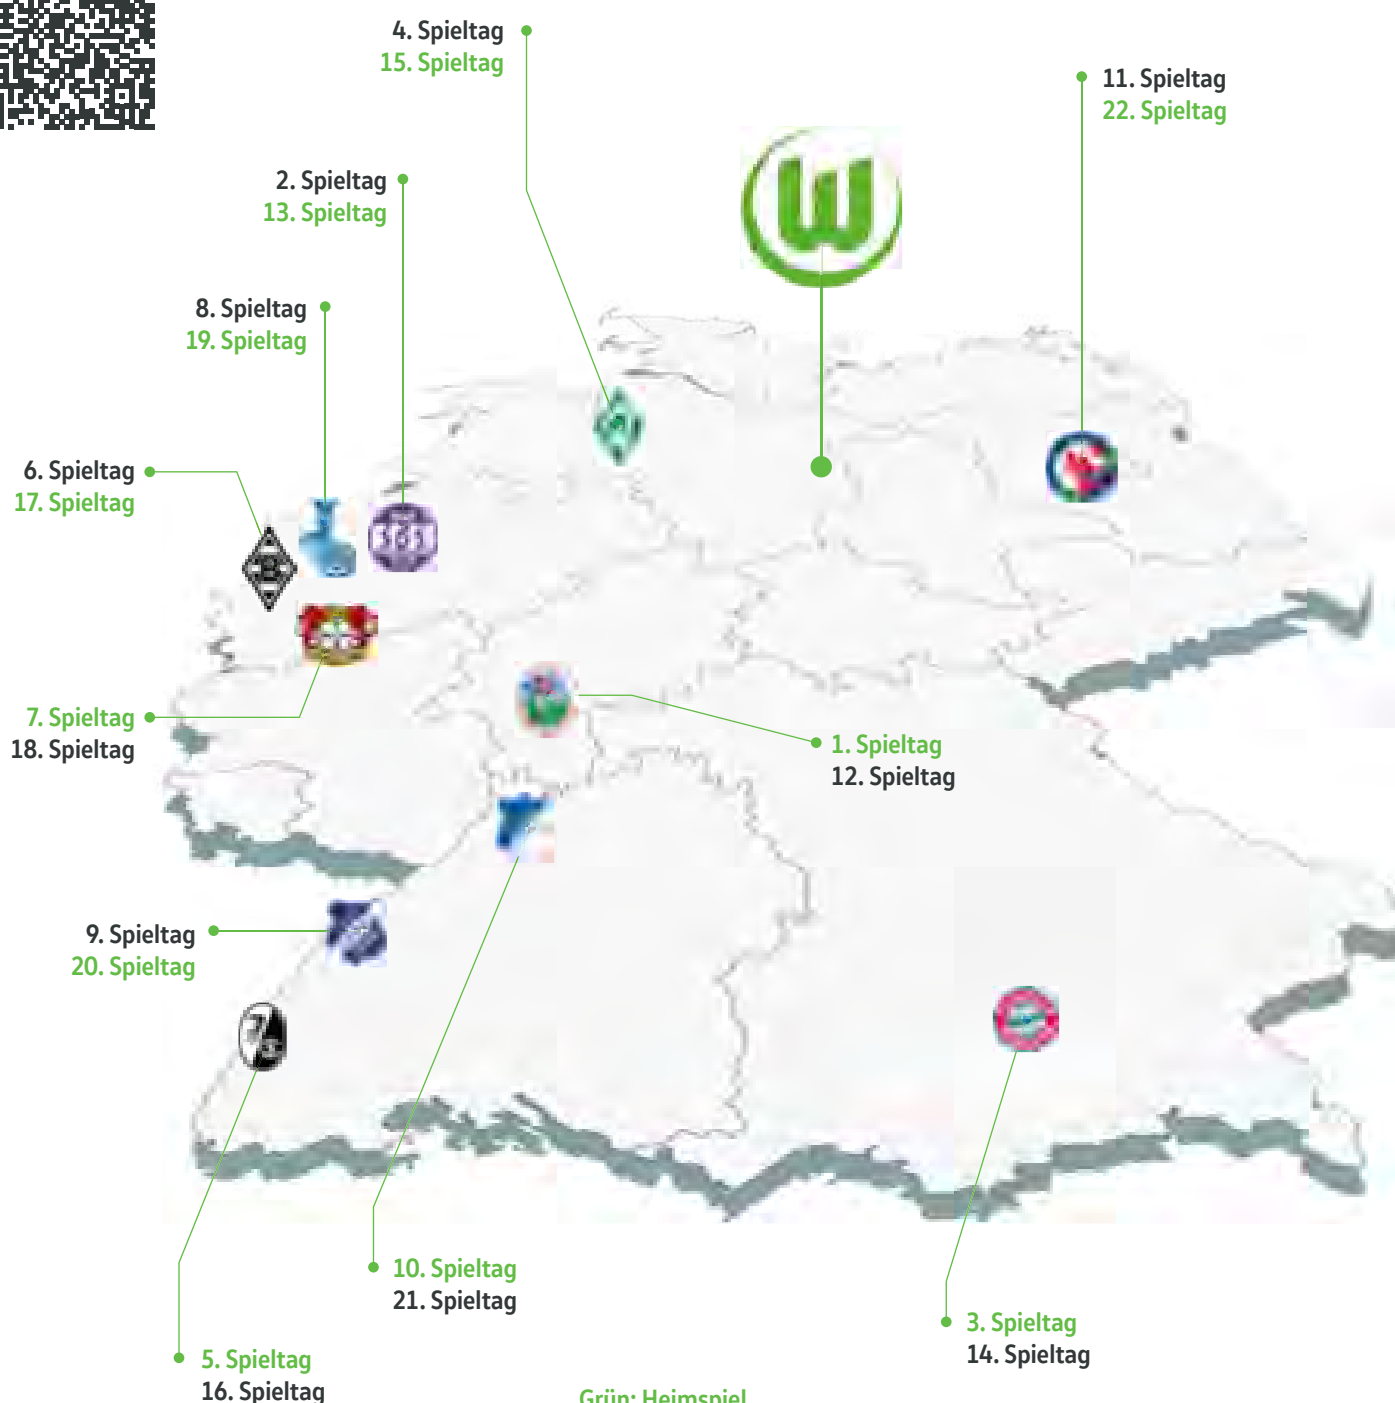 4. Spieltag
15. Spieltag
11. Spieltag
22. Spieltag
2. Spieltag
13. Spieltag
8. Spieltag
19. Spieltag
6. Spieltag
17. Spieltag
7. Spieltag
18. Spieltag
1. Spieltag
12. Spieltag
9. Spieltag
20. Spieltag
10. Spieltag
21. Spieltag
3. Spieltag
14. Spieltag
5. Spieltag
16. Spieltag
Grün: Heimspiel